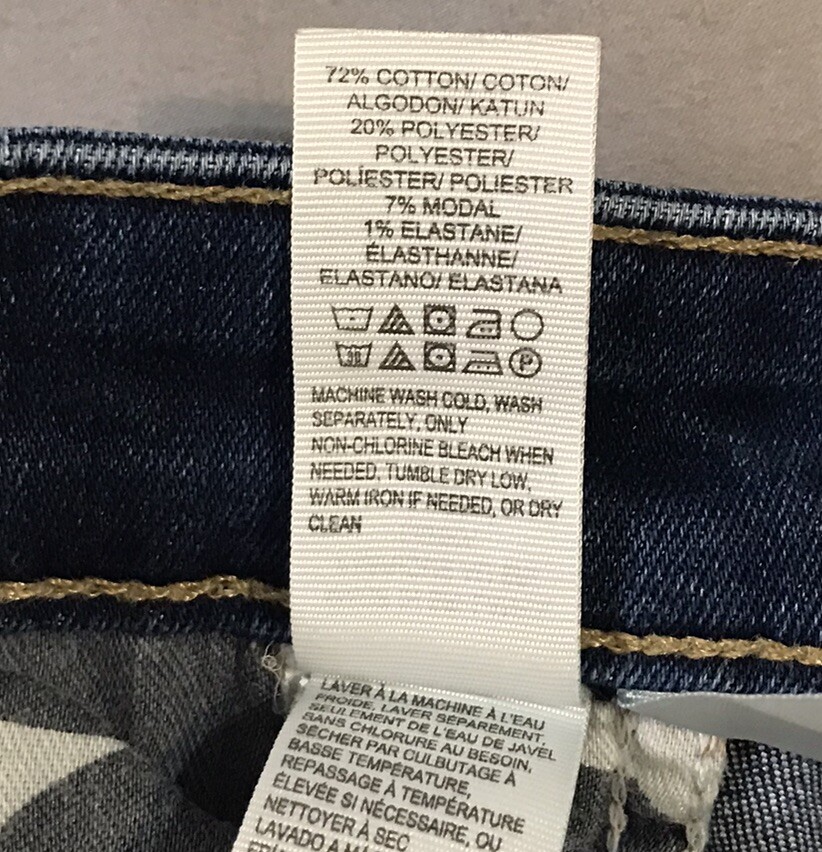 72% COTTON/ COTON/
ALGODON/ KATUN
20% POLYESTER/
POLYESTER/
POLÍESTER/ POLIESTER
7% MODAL
1% ELASTANE/
ÉLASTHANNE/
ELASTANO/ ELASTANA
30 P
MACHINE WASH COLD, WASH
SEPARATELY, ONLY
NON-CHLORINE BLEACH WHEN
NEEDED, TUMBLE DRY LOW,
WARM IRON IF NEEDED, OR DRY
CLEAN
LAVER À LA MACHINE À L'EAU
FROIDE, LAVER SÉPARÉMENT,
SEULEMENT DE L'EAU DE JAVEL
SANS CHLORURE AU BESOIN,
SÉCHER PAR CULBUTAGE À
BASSE TEMPÉRATURE,
REPASSAGE À TEMPÉRATURE
ÉLEVÉE SI NÉCESSAIRE, OU
NETTOYER À SEC
LAVADO A